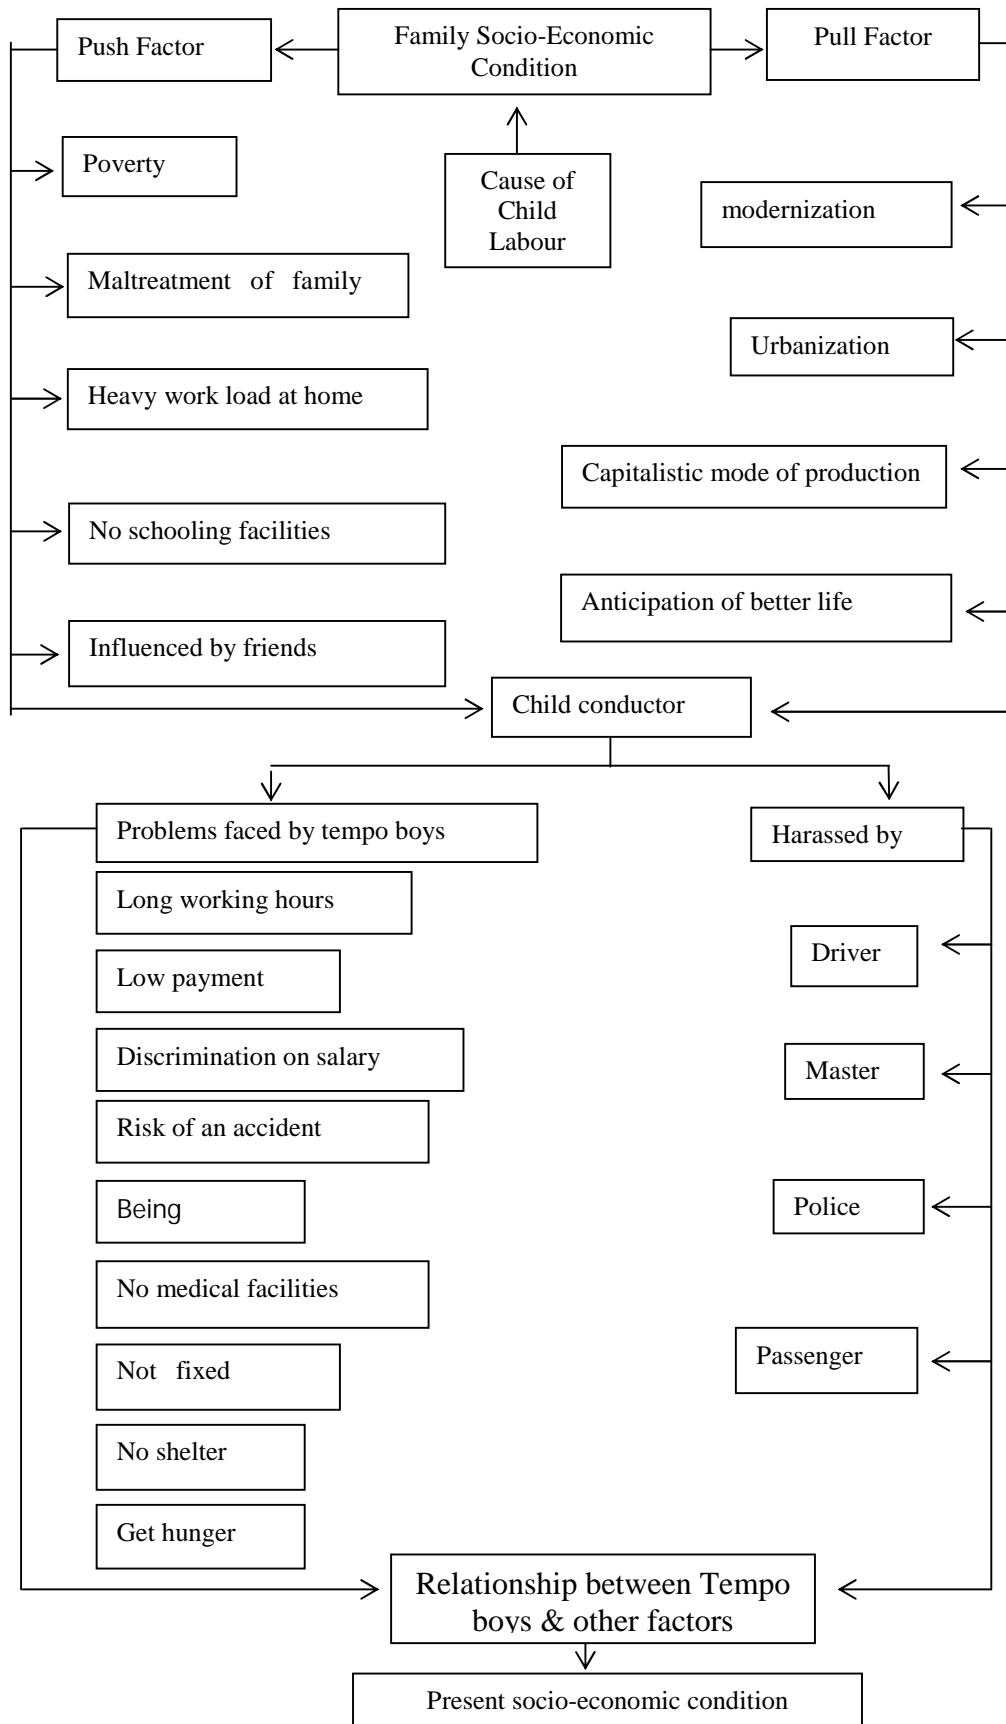 Push Factor
Family Socio-Economic
Condition
Pull Factor
Poverty
Cause of
Child
Labour
modernization
Maltreatment of family
Urbanization
Heavy work load at home
Capitalistic mode of production
No schooling facilities
Anticipation of better life
Influenced by friends
Child conductor
Problems faced by tempo boys
Harassed by
Long working hours
Driver
Low payment
Discrimination on salary
Master
Risk of an accident
Being
Police
No medical facilities
Passenger
Not fixed
No shelter
Get hunger
Relationship between Tempo
boys & other factors
Present socio-economic condition